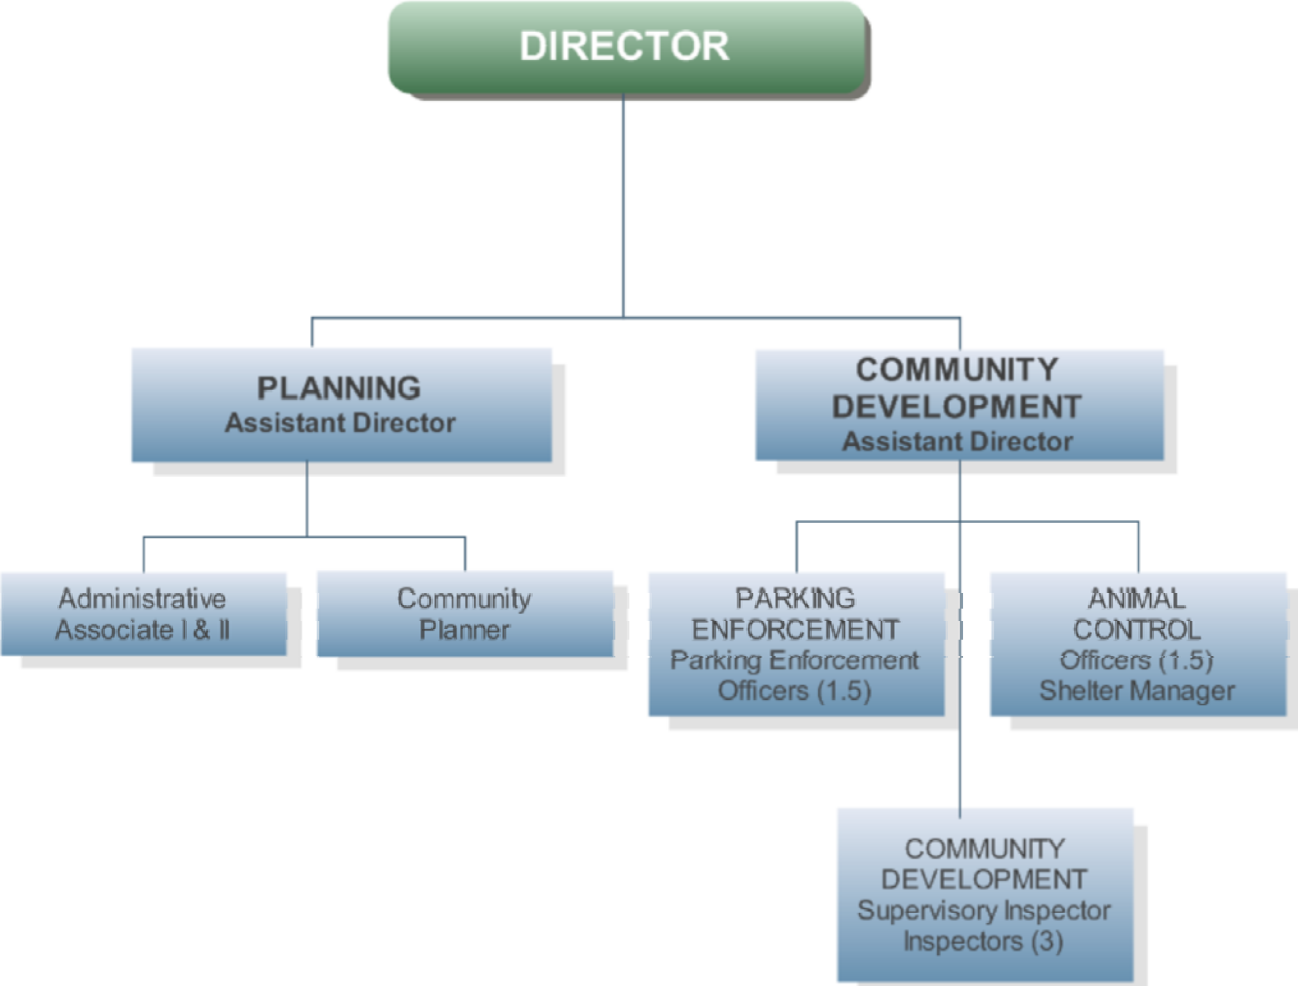 DIRECTOR
PLANNING
Assistant Director
COMMUNITY
DEVELOPMENT
Assistant Director
Administrative
Associate I & II
Community
Planner
PARKING
ENFORCEMENT
Parking Enforcement
Officers (1.5)
ANIMAL
CONTROL
Officers (1.5)
Shelter Manager
COMMUNITY
DEVELOPMENT
Supervisory Inspector
Inspectors (3)